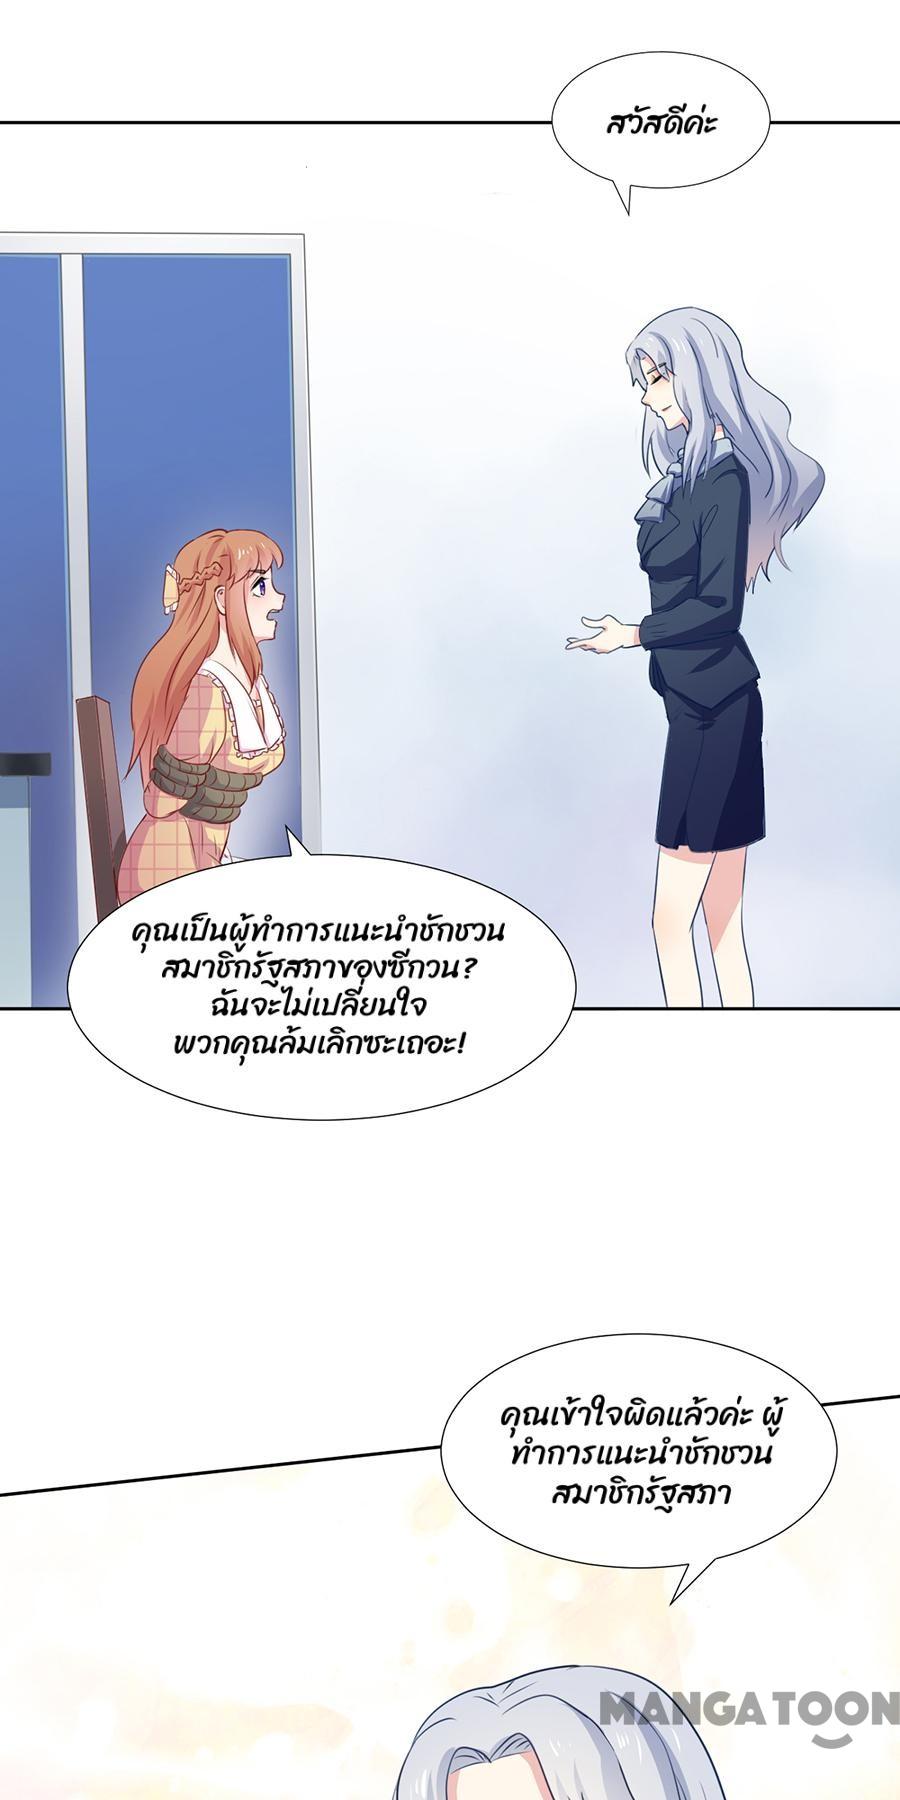 สวัสดีค่ะ
คุณเป็นผู้ทำการแนะนำชักชวน
สมาชิกรัฐสภาของซีกวน?
ฉันจะไม่เปลี่ยนใจ
พวกคุณล้มเลิกซะเถอะ!
คุณเข้าใจผิดแล้วค่ะ ผู้
ทำการแนะนำชักชวน
สมาชิกรัฐสภา
MANGATOON